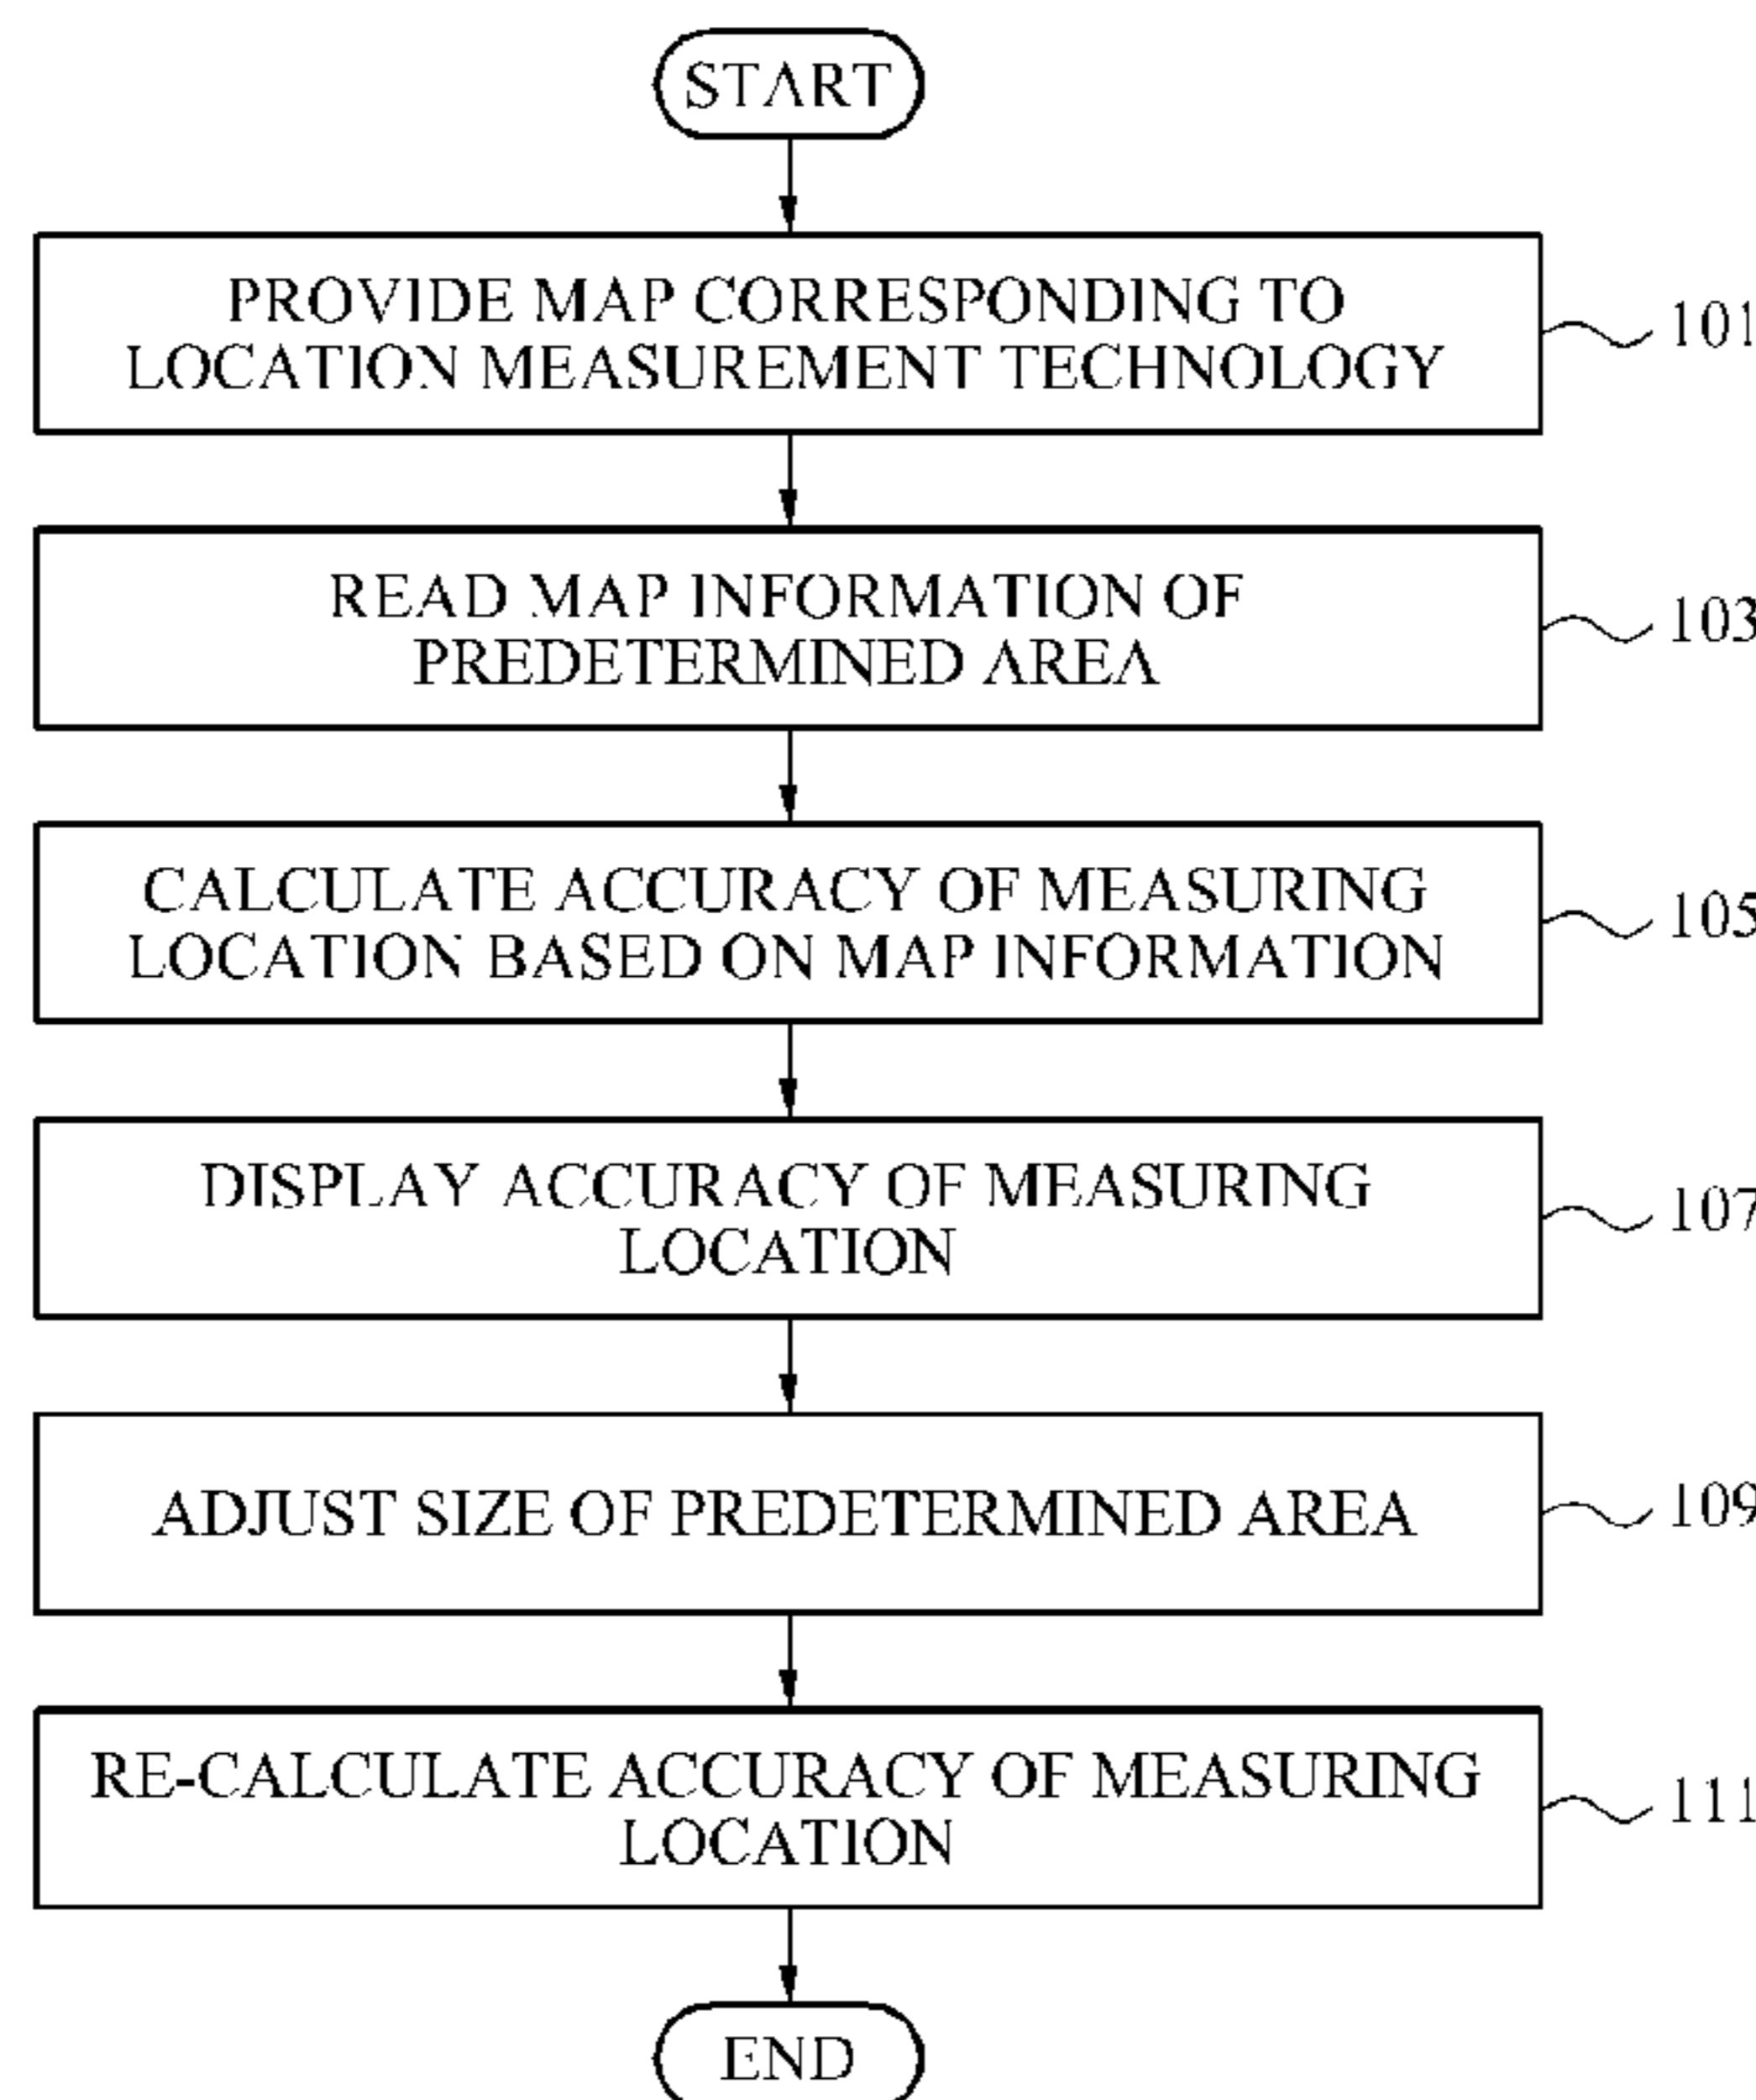 START
PROVIDE MAP CORRESPONDING TO
LOCATION MEASUREMENT TECHNOLOGY
101
READ MAP INFORMATION OF
PREDETERMINED AREA
103
CALCULATE ACCURACY OF MEASURING
LOCATION BASED ON MAP INFORMATION
105
DISPLAY ACCURACY OF MEASURING
LOCATION
107
ADJUST SIZE OF PREDETERMINED AREA
109
RE-CALCULATE ACCURACY OF MEASURING
LOCATION
111
END